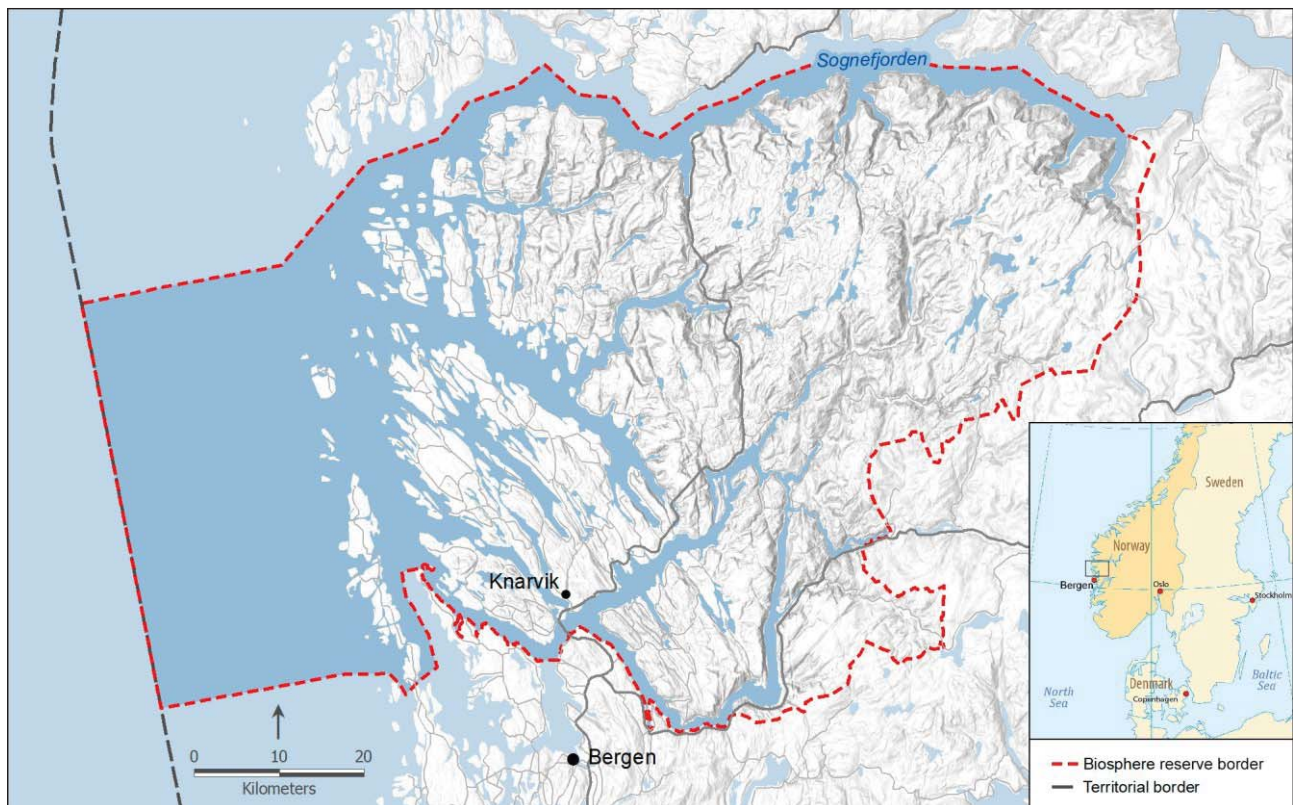 Sognefjorden
Knarvik
Bergen
0 10 20
Kilometers
Sweden
Norway
Bergen
Oslo
Stockholm
Denmark
Copenhagen
North
Sea
Baltic
Sea
Biosphere reserve border
Territorial border